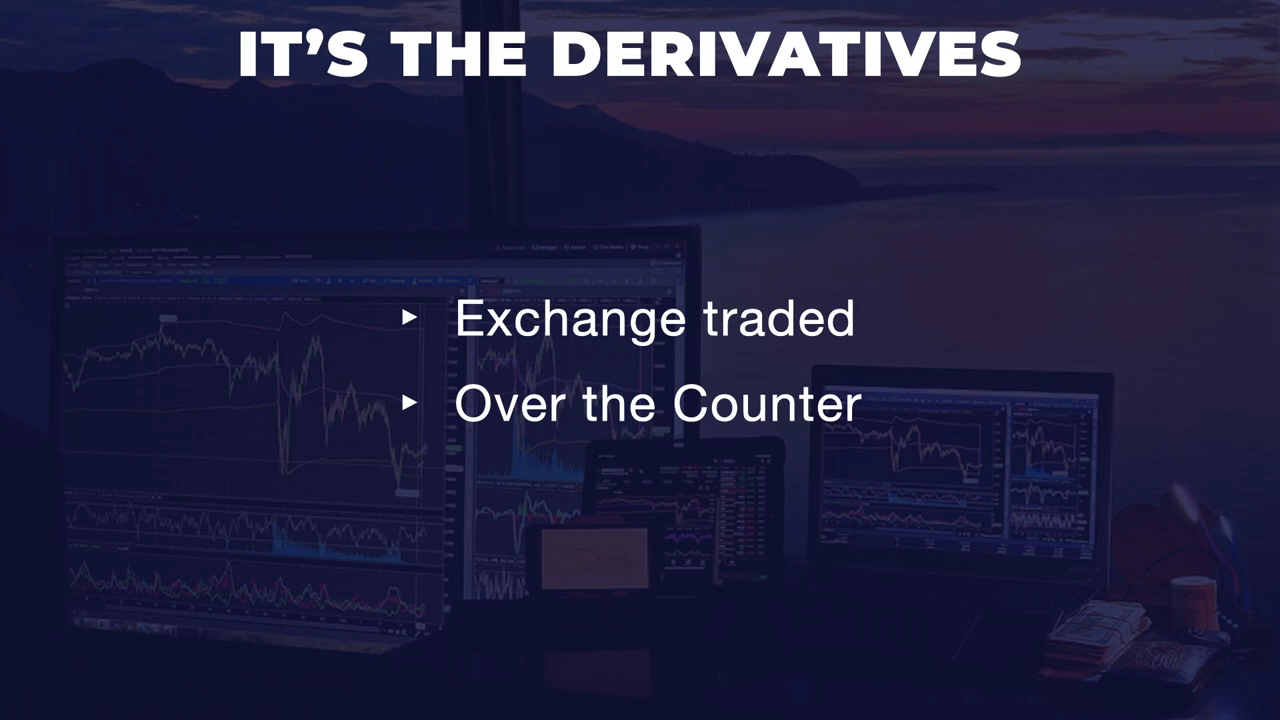 IT’S THE DERIVATIVES
▸ Exchange traded
▸ Over the Counter